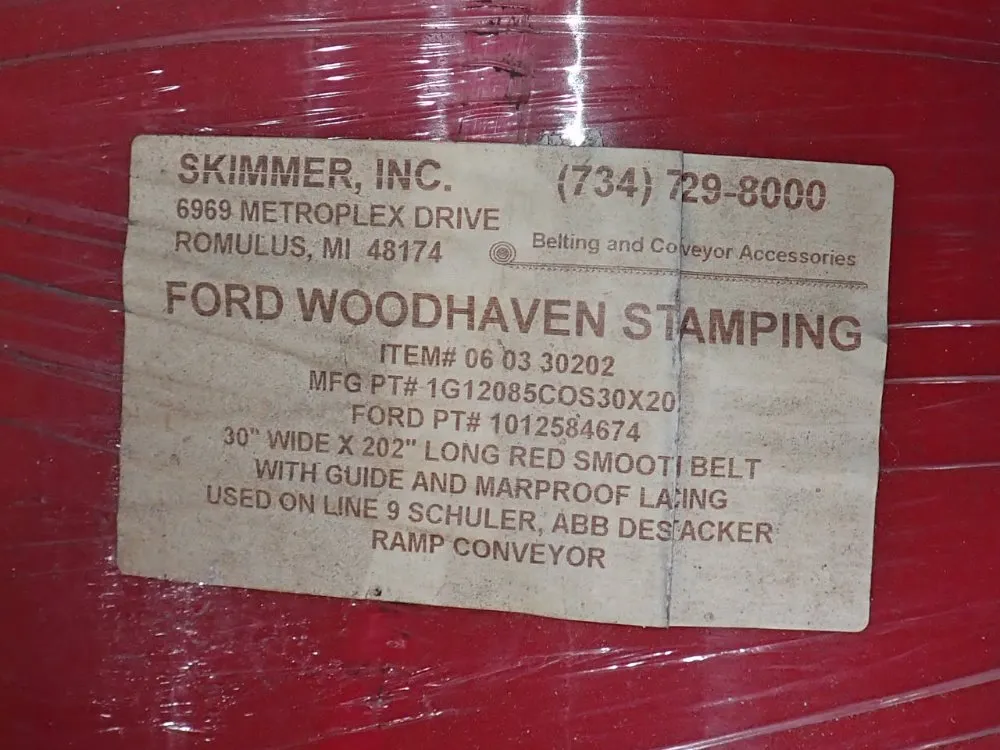 SKIMMER, INC. (734) 729-8000
6969 METROPLEX DRIVE
ROMULUS, MI 48174
Belting and Coveyor Accessories
FORD WOODHAVEN STAMPING
ITEM# 06 03 30202
MFG PT# 1G12085COS30X20
FORD PT# 1012584674
30" WIDE X 202" LONG RED SMOOTH BELT
WITH GUIDE AND MARPROOF LACING
USED ON LINE 9 SCHULER, ABB DESTACKER
RAMP CONVEYOR